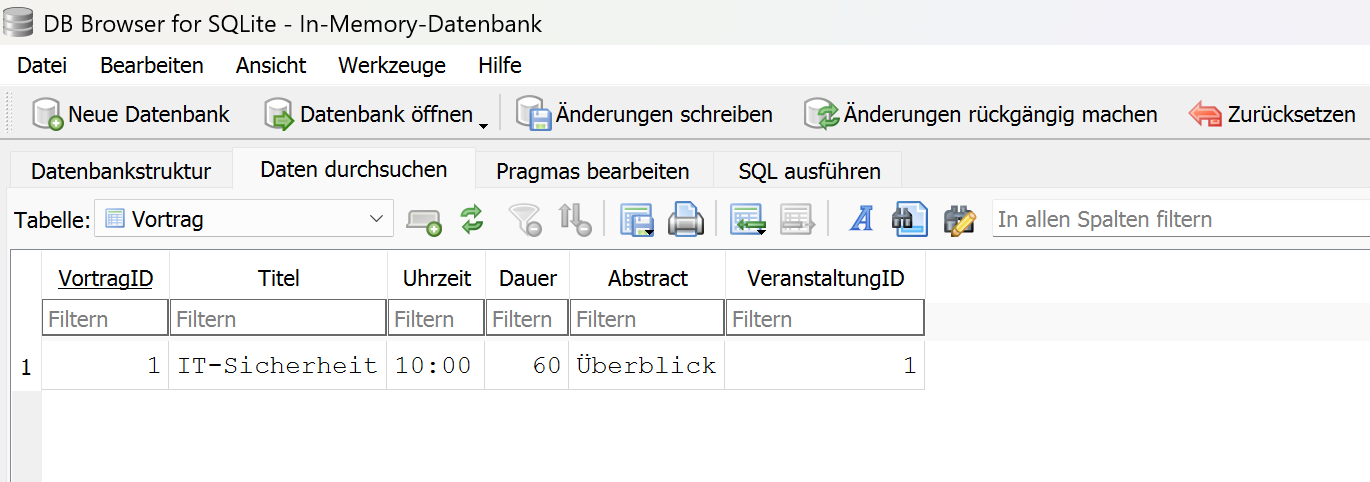 DB Browser for SQLite - In-Memory-Datenbank
Datei Bearbeiten Ansicht Werkzeuge Hilfe
Neue Datenbank Datenbank öffnen Änderungen schreiben Änderungen rückgängig machen Zurücksetzen
Datenbankstruktur Daten durchsuchen Pragmas bearbeiten SQL ausführen
Tabelle: Vortrag In allen Spalten filtern
VortragID Titel Uhrzeit Dauer Abstract VeranstaltungID
Filtern Filtern Filtern Filtern Filtern Filtern
1 1 IT-Sicherheit 10:00 60 Überblick 1